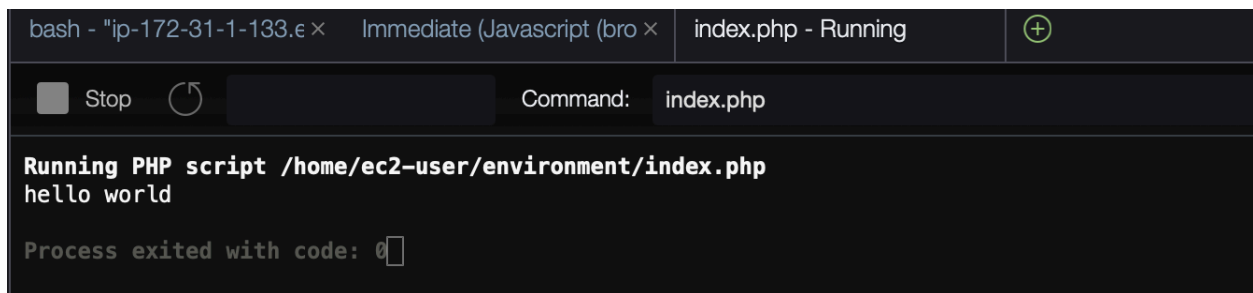 bash - "ip-172-31-1-133.e × Immediate (Javascript (bro × index.php - Running
Stop Command: index.php
Running PHP script /home/ec2-user/environment/index.php
hello world
Process exited with code: 0